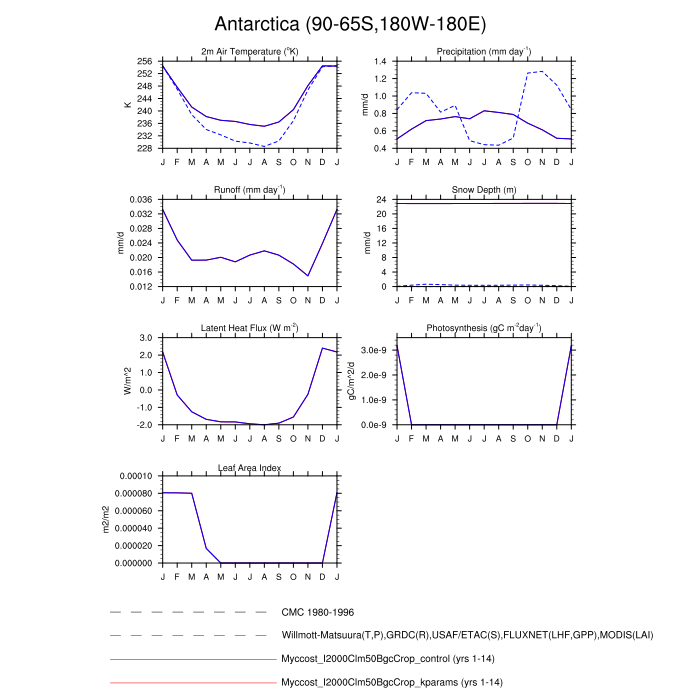 Antarctica (90-65S,180W-180E)
2m Air Temperature (°K)
256
252
248
244
240
236
232
228
K
J F M A M J J A S O N D J
Precipitation (mm day-1)
1.4
1.2
1.0
0.8
0.6
0.4
mm/d
J F M A M J J A S O N D J
Runoff (mm day-1)
0.036
0.032
0.028
0.024
0.020
0.016
0.012
mm/d
J F M A M J J A S O N D J
Snow Depth (m)
24
20
16
12
8
4
0
mm/d
J F M A M J J A S O N D J
Latent Heat Flux (W m-2)
3.0
2.0
1.0
0.0
-1.0
-2.0
W/m^2
J F M A M J J A S O N D J
Photosynthesis (gC m-2day-1)
3.0e-9
2.0e-9
1.0e-9
0.0e-9
gC/m^2/d
J F M A M J J A S O N D J
Leaf Area Index
0.00010
0.000080
0.000060
0.000040
0.000020
0.000000
m2/m2
J F M A M J J A S O N D J
CMC 1980-1996
Willmott-Matsuura(T,P),GRDC(R),USAF/ETAC(S),FLUXNET(LHF,GPP),MODIS(LAI)
Myccost_I2000Clm50BgcCrop_control (yrs 1-14)
Myccost_I2000Clm50BgcCrop_kparams (yrs 1-14)